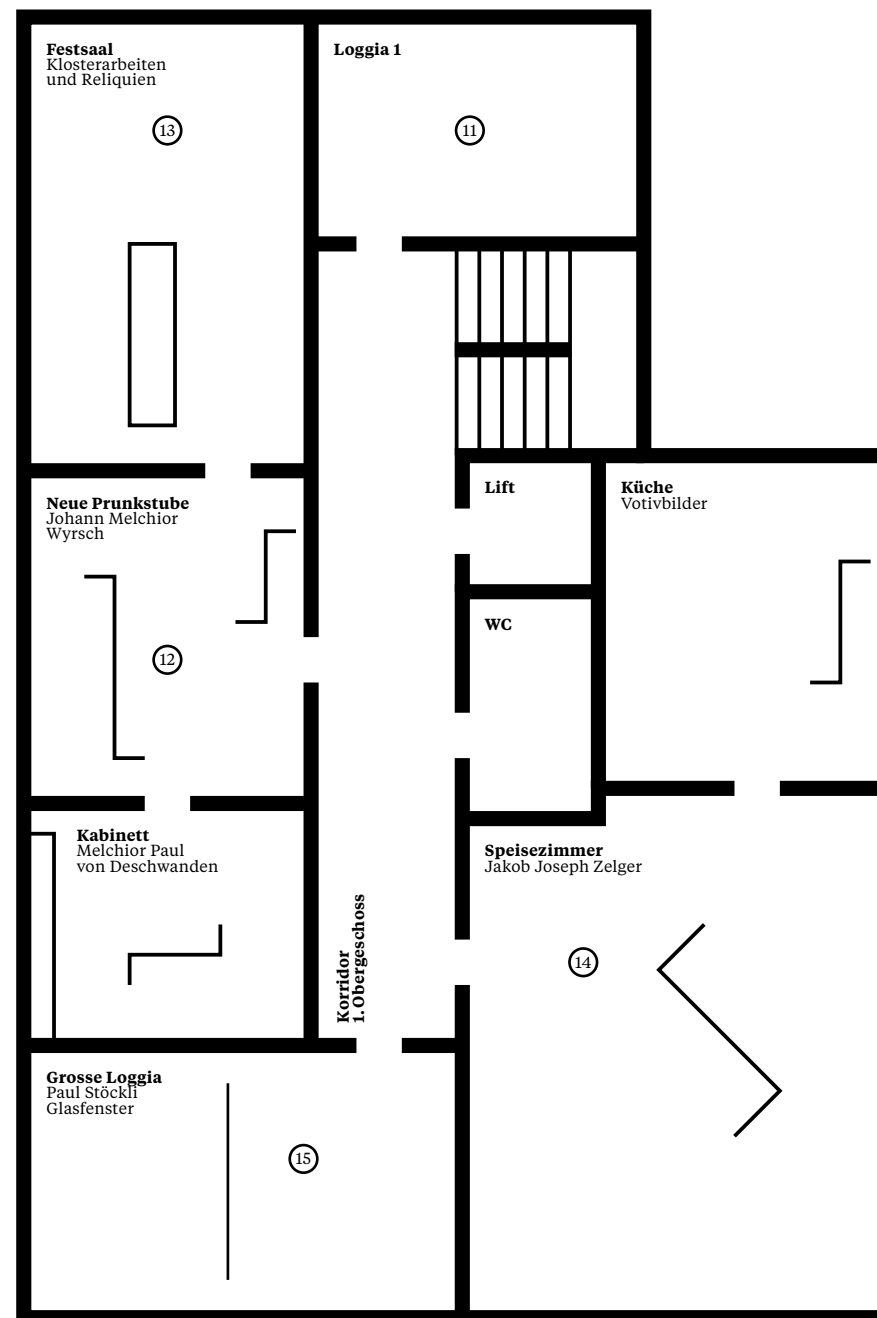 Festsaal
Klosterarbeiten
und Reliquien
13
Loggia 1
11
Neue Prunkstube
Johann Melchior
Wyrsch
12
Lift
Küche
Votivbilder
WC
Kabinett
Melchior Paul
von Deschwanden
Korridor
1. Obergeschoss
Speisezimmer
Jakob Joseph Zelger
14
Grosse Loggia
Paul Stöckli
Glasfenster
15